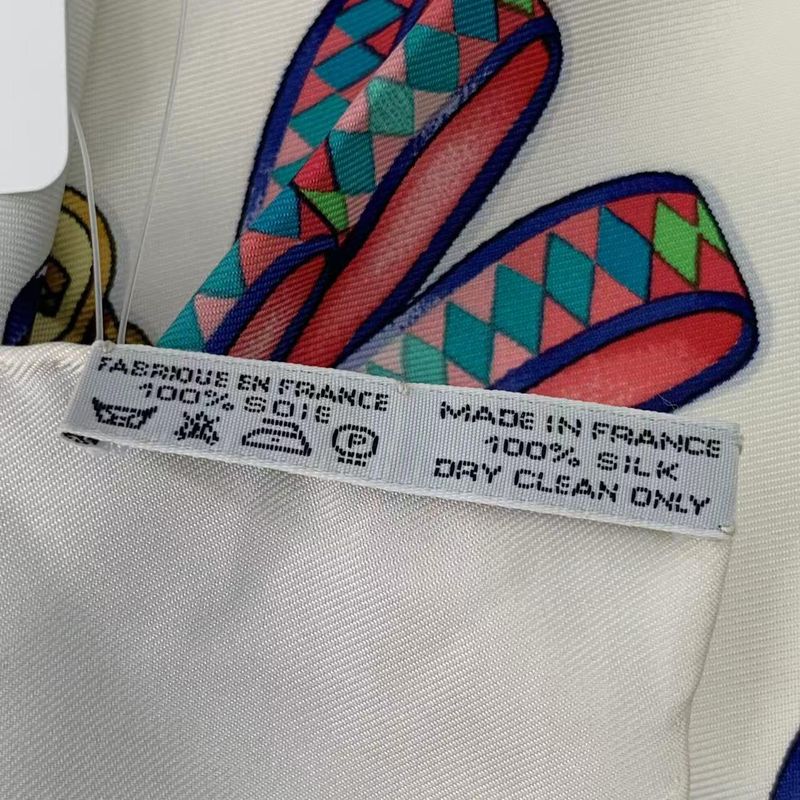 FABRIQUE EN FRANCE
100% SOIE
P
MADE IN FRANCE
100% SILK
DRY CLEAN ONLY